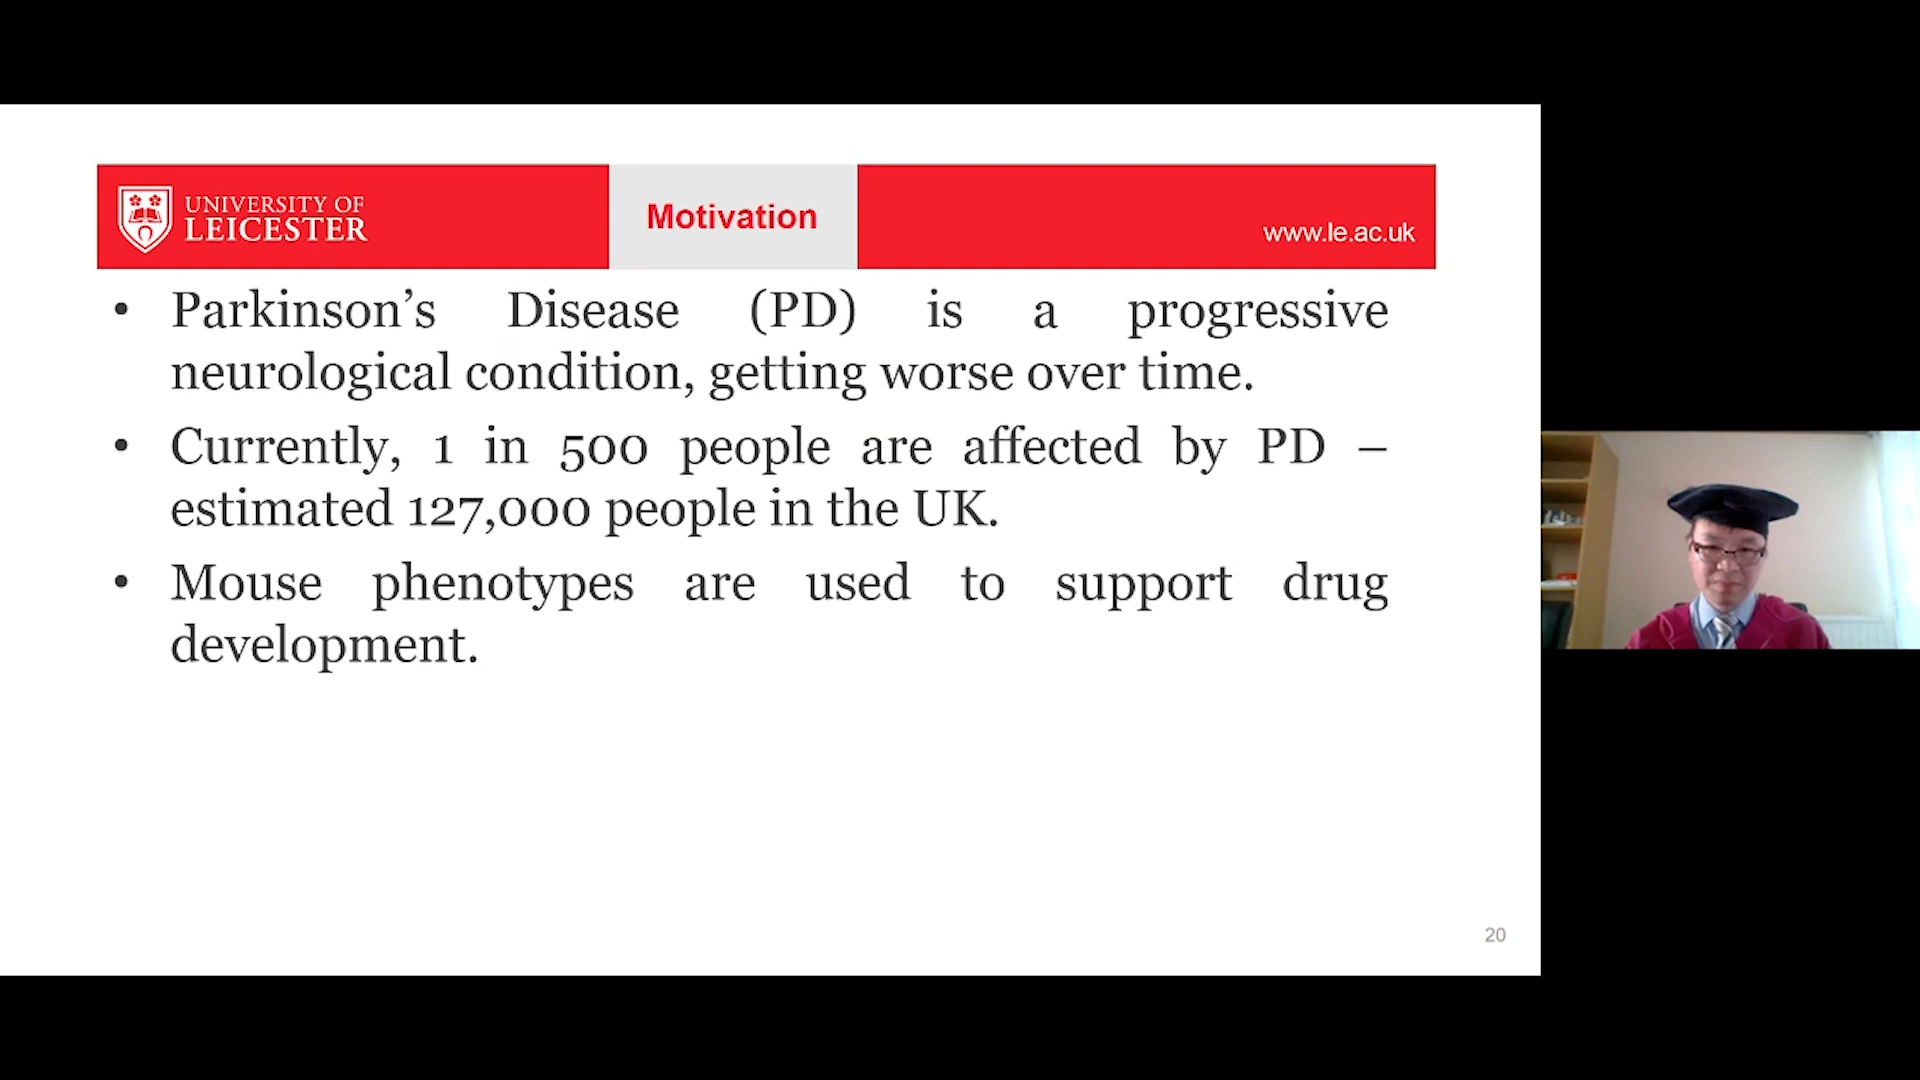 UNIVERSITY OF
LEICESTER
Motivation
www.le.ac.uk
• Parkinson’s Disease (PD) is a progressive
neurological condition, getting worse over time.
• Currently, 1 in 500 people are affected by PD –
estimated 127,000 people in the UK.
• Mouse phenotypes are used to support drug
development.
20